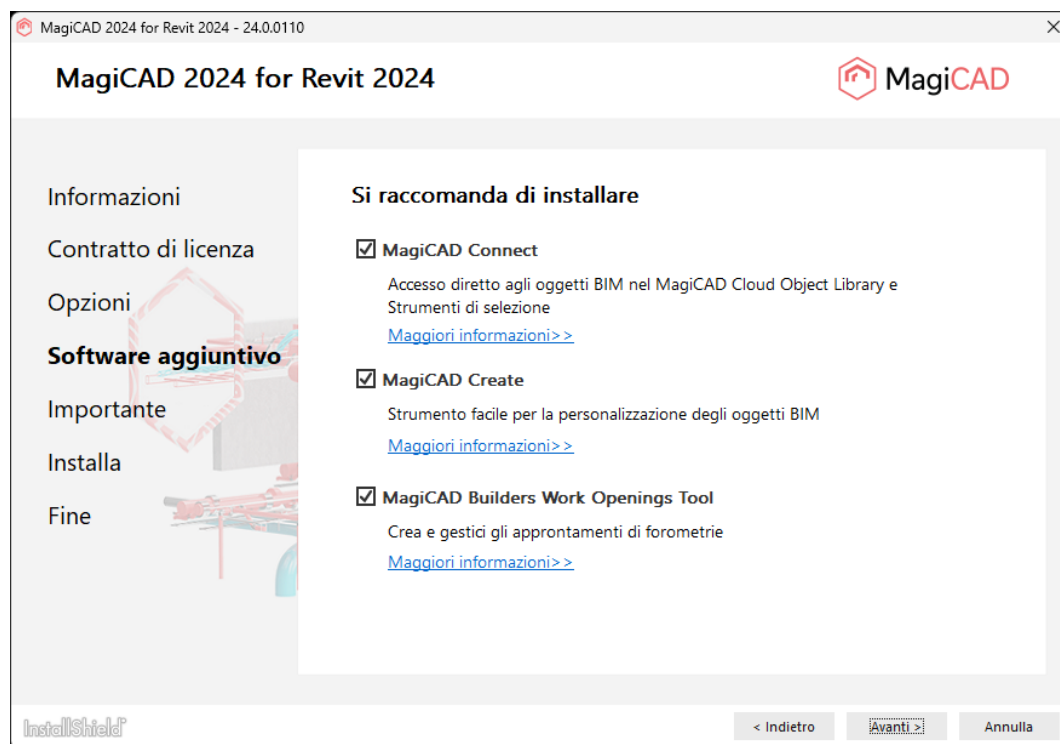 MagiCAD 2024 for Revit 2024 - 24.0.0110
MagiCAD 2024 for Revit 2024
MagiCAD
Informazioni
Contratto di licenza
Opzioni
Software aggiuntivo
Importante
Installa
Fine
Si raccomanda di installare
MagiCAD Connect
Accesso diretto agli oggetti BIM nel MagiCAD Cloud Object Library e
Strumenti di selezione
Maggiori informazioni>>
MagiCAD Create
Strumento facile per la personalizzazione degli oggetti BIM
Maggiori informazioni>>
MagiCAD Builders Work Openings Tool
Crea e gestici gli approntamenti di forometrie
Maggiori informazioni>>
InstallShield
< Indietro
Avanti >
Annulla